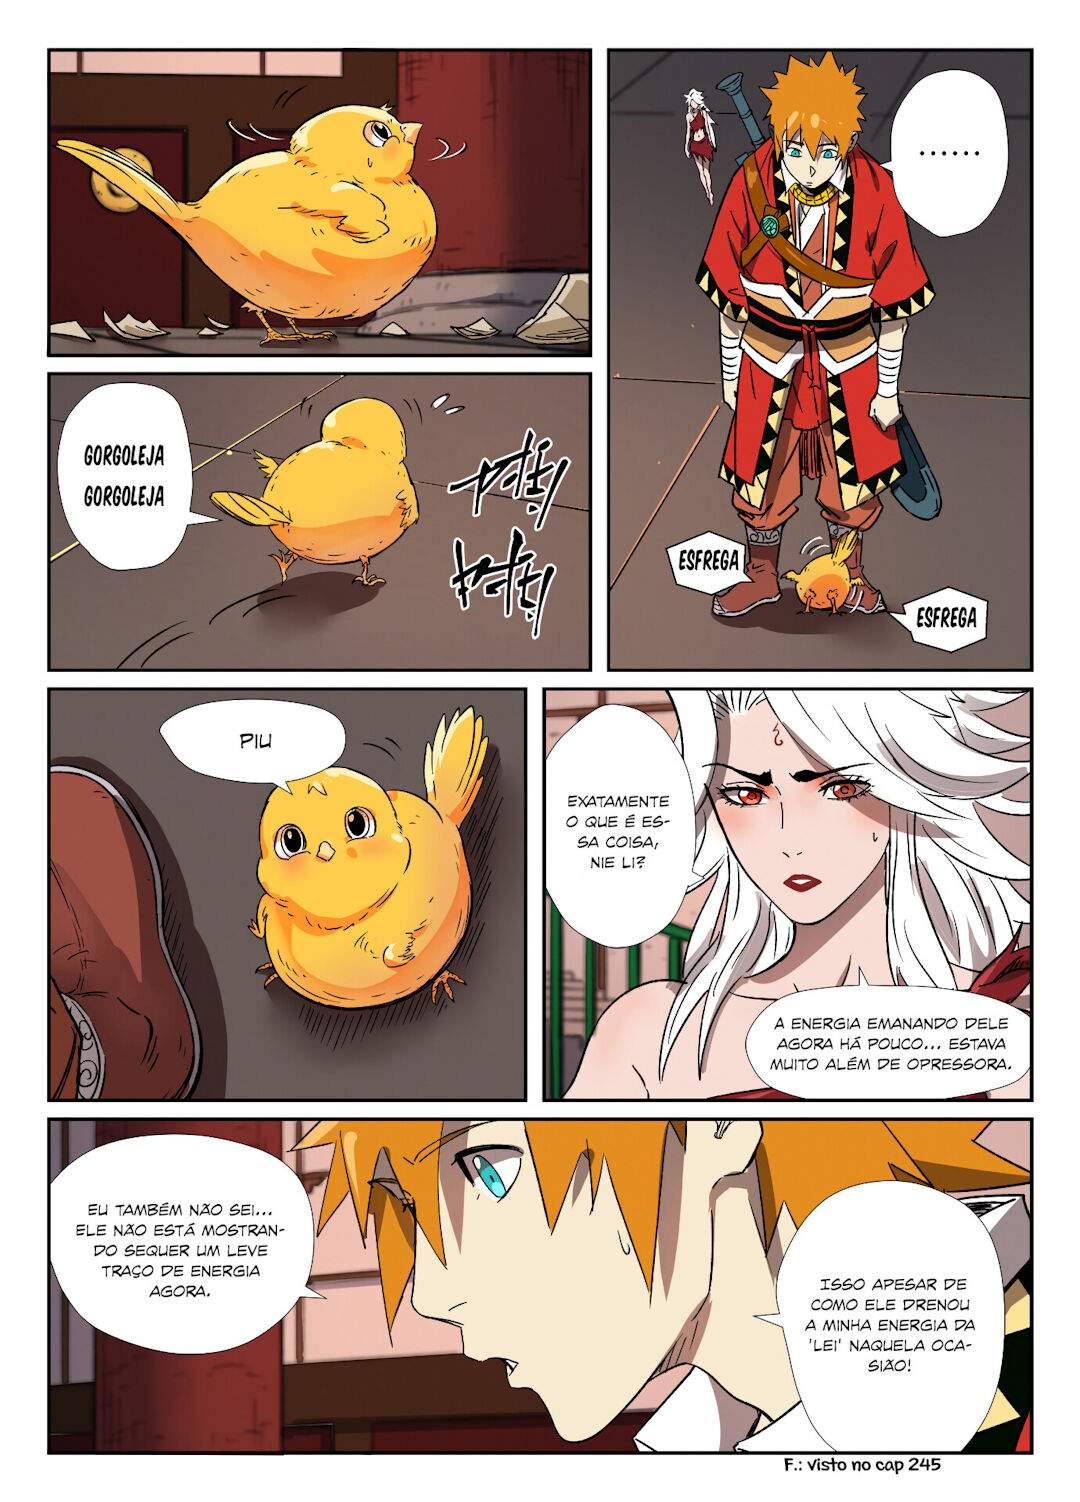 ......
GORGOLEJA
GORGOLEJA
ESFREGA
ESFREGA
PIU
EXATAMENTE
O QUE É ES-
SA COISA,
NIE LI?
A ENERGIA EMANANDO DELE
AGORA HÁ POUCO... ESTAVA
MUITO ALÉM DE OPRESSORA.
EU TAMBÉM NÃO SEI...
ELE NÃO ESTÁ MOSTRAN-
DO SEQUER UM LEVE
TRAÇO DE ENERGIA
AGORA.
ISSO APESAR DE
COMO ELE DRENOU
A MINHA ENERGIA DA
'LEI' NAQUELA OCA-
SIÃO!
F.: visto no cap 245